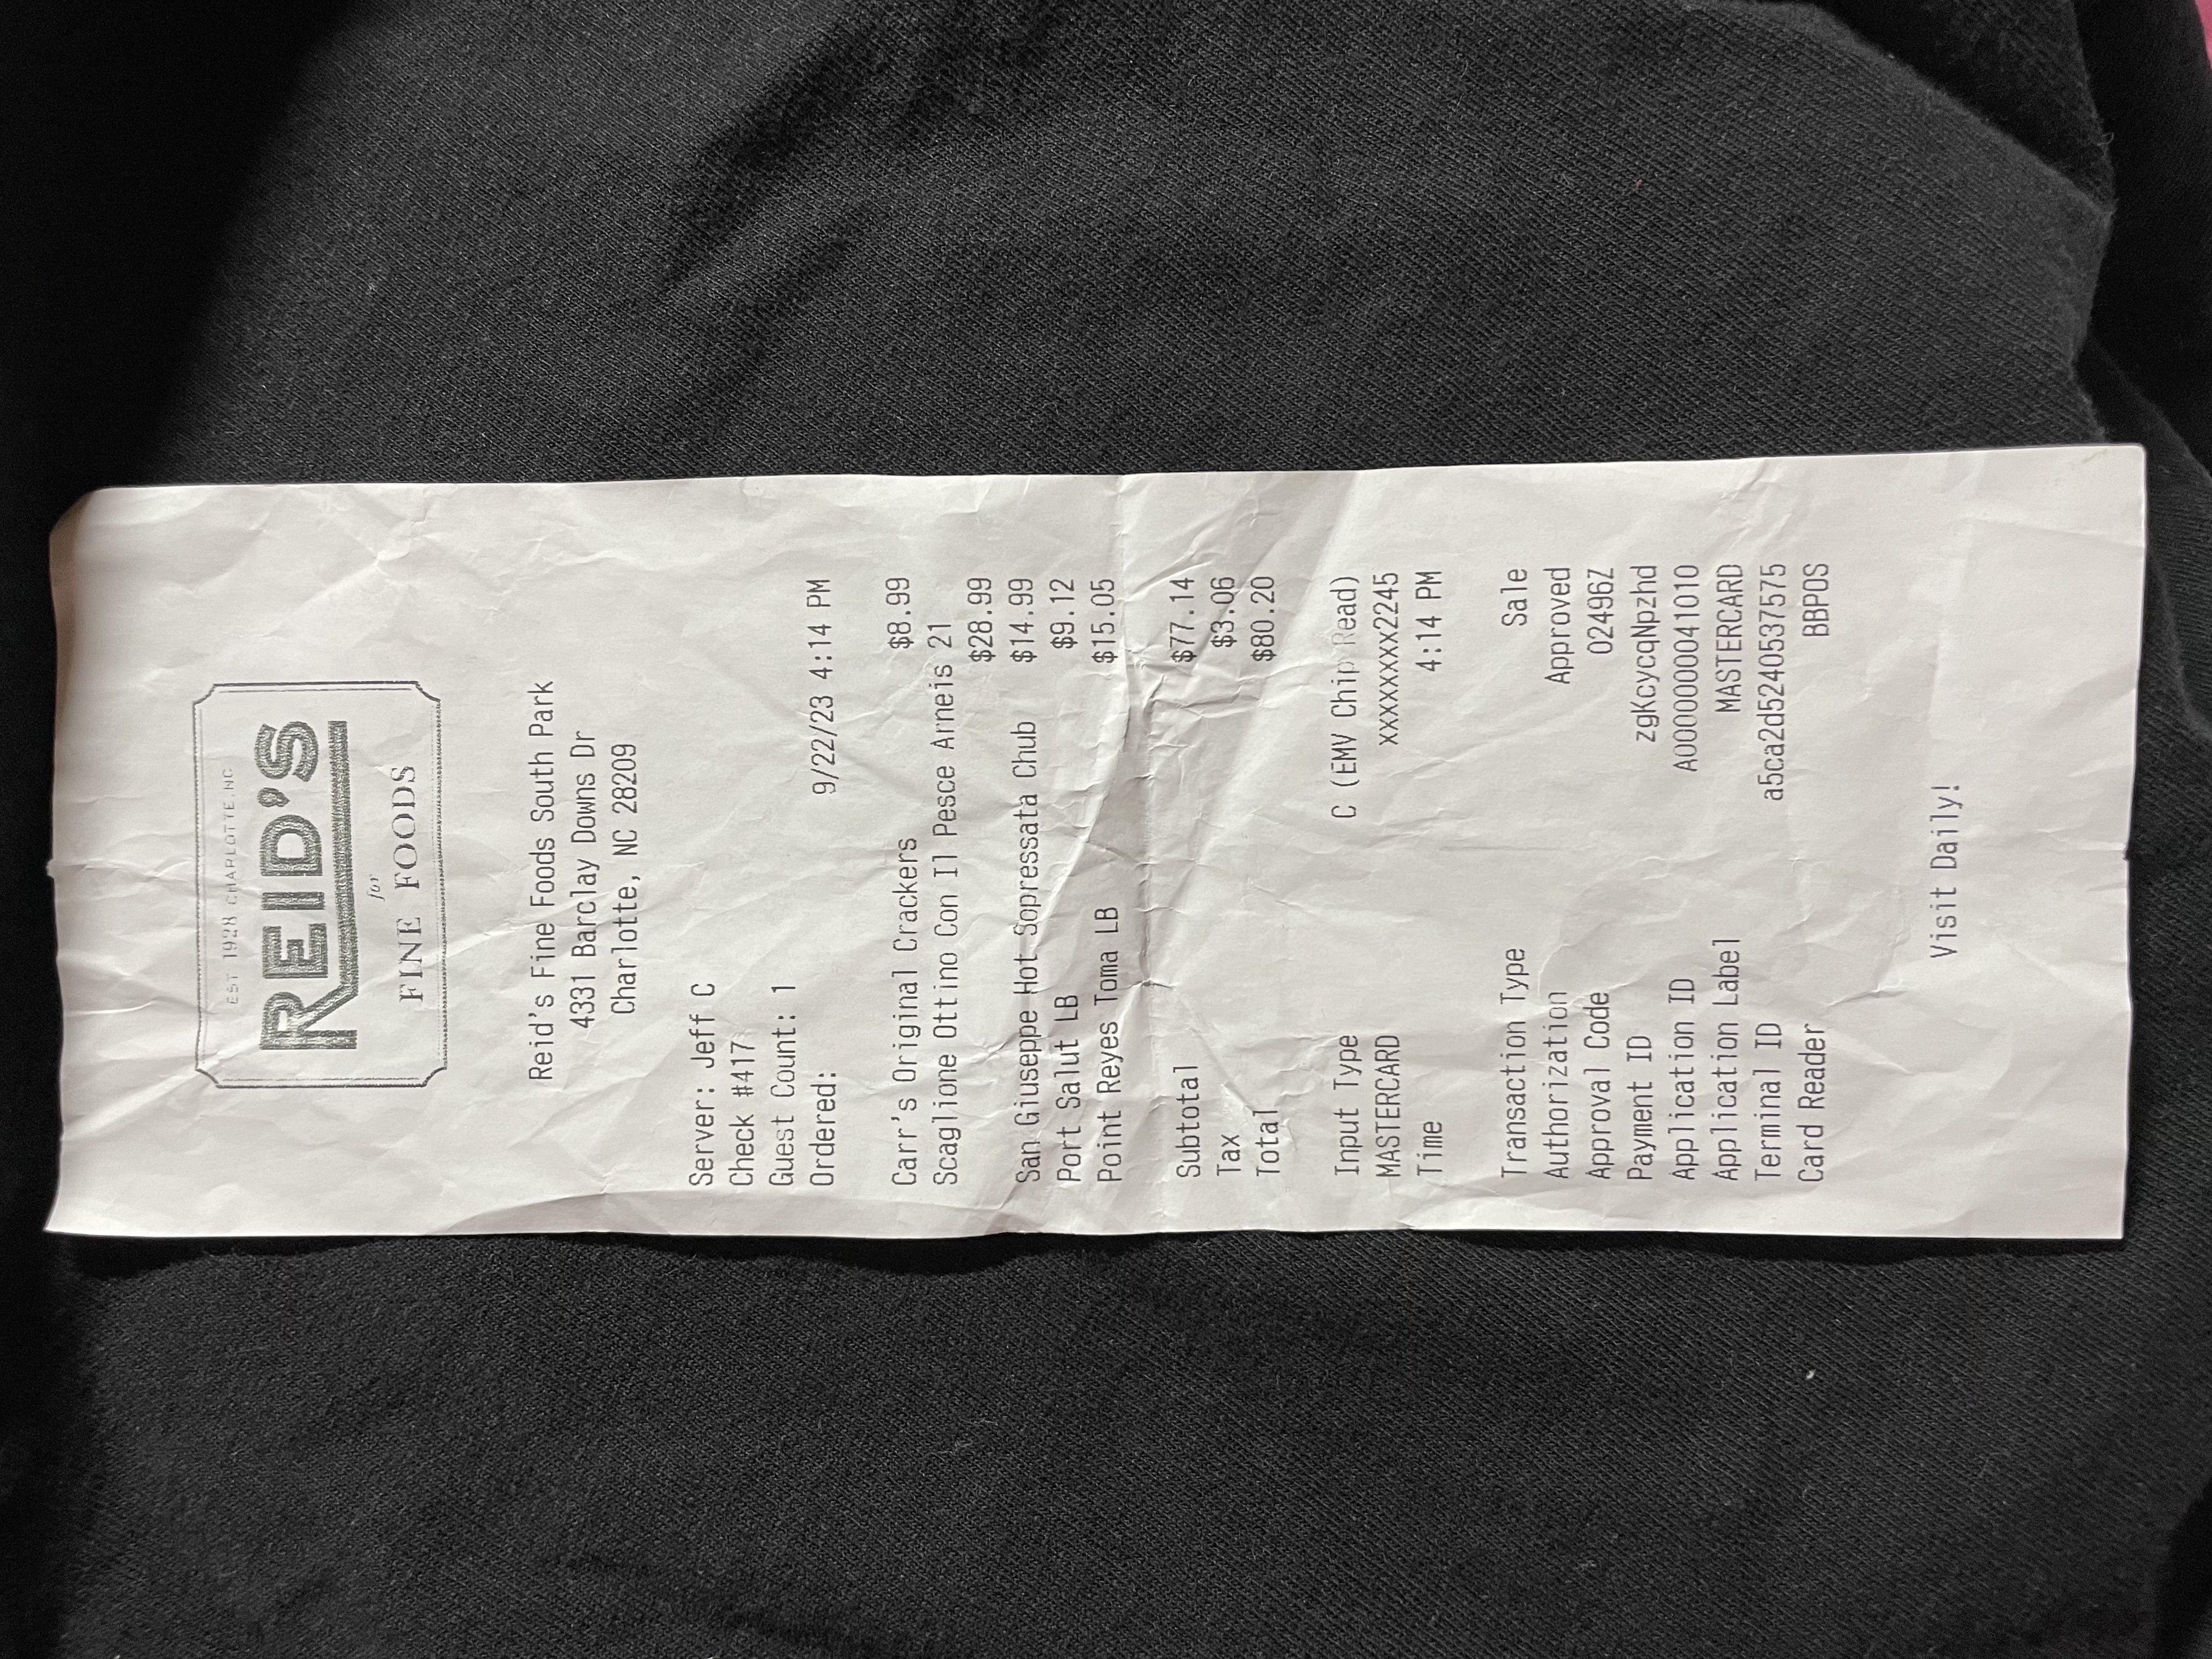 EST 1928 CHARLOTTE, NC
REID'S
for
FINE FOODS
Reid's Fine Foods South Park
4331 Barclay Downs Dr
Charlotte, NC 28209
Server: Jeff C
Check #417
Guest Count: 1
Ordered: 9/22/23 4:14 PM
Carr's Original Crackers $8.99
Scaglione Ottino Con Il Pesce Arneis 21
$28.99
San Giuseppe Hot Sopressata Chub $14.99
Port Salut LB $9.12
Point Reyes Toma LB $15.05
Subtotal $77.14
Tax $3.06
Total $80.20
Input Type C (EMV Chip Read)
MASTERCARD xxxxxxxx2245
Time 4:14 PM
Transaction Type Sale
Authorization Approved
Approval Code 02496Z
Payment ID zgKcycqNpzhd
Application ID A0000000041010
Application Label MASTERCARD
Terminal ID a5ca2d5240537575
Card Reader BBPOS
Visit Daily!